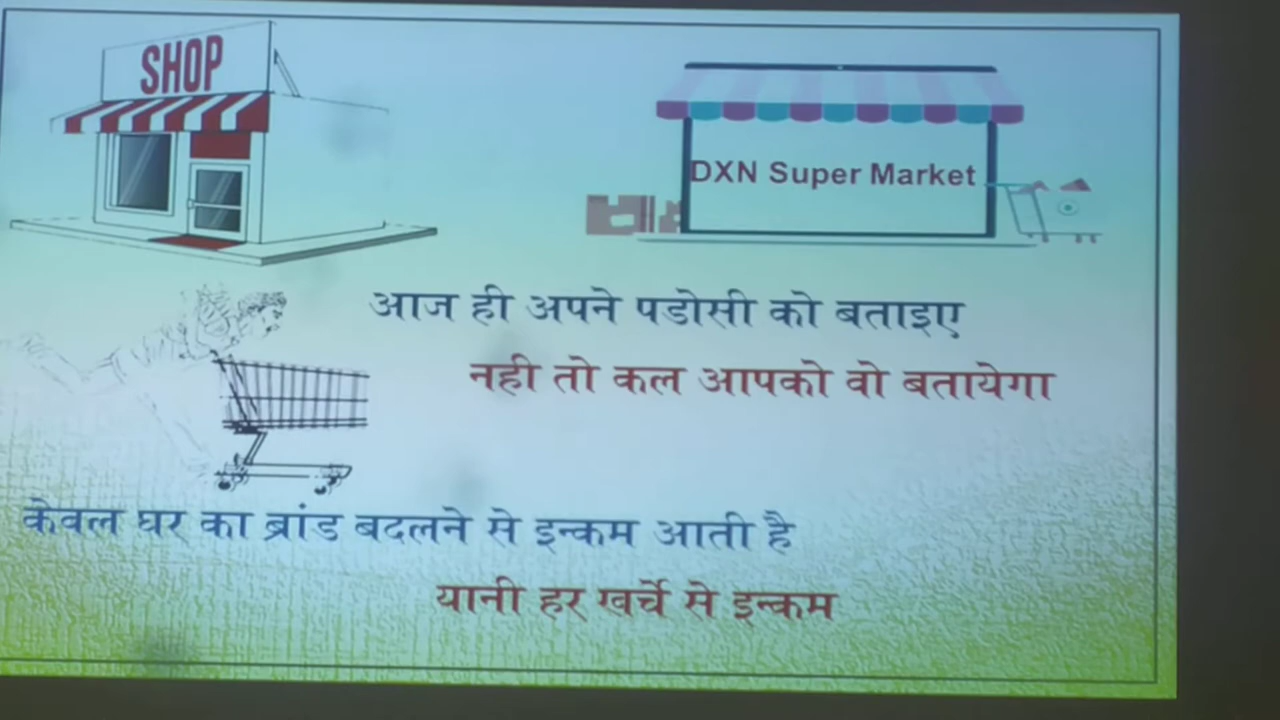 SHOP
DXN Super Market
आज ही अपने पडोसी को बताइए
नही तो कल आपको वो बतायेगा
केवल घर का ब्रांड बदलने से इन्कम आती है
यानी हर खर्चे से इन्कम